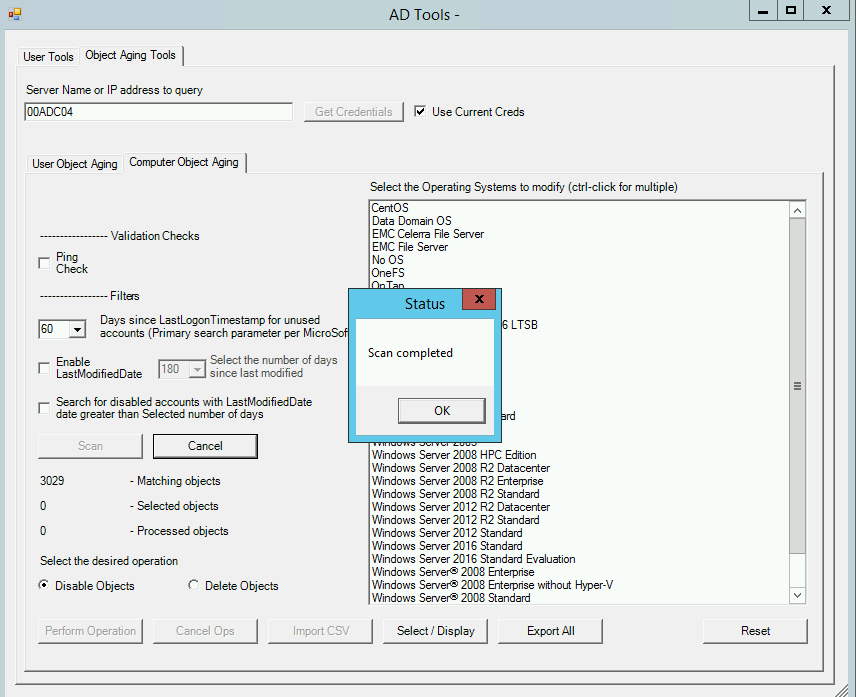 AD Tools -
User Tools
Object Aging Tools
Server Name or IP address to query
00ADC04
Get Credentials
Use Current Creds
User Object Aging
Computer Object Aging
Select the Operating Systems to modify (ctrl-click for multiple)
----------------- Validation Checks
Ping
Check
----------------- Filters
60
Days since LastLogonTimestamp for unused
accounts (Primary search parameter per MicroSof
Enable
LastModifiedDate
180
Select the number of days
since last modified
Search for disabled accounts with LastModifiedDate
date greater than Selected number of days
Scan
Cancel
3029 - Matching objects
0 - Selected objects
0 - Processed objects
Select the desired operation
Disable Objects
Delete Objects
CentOS
Data Domain OS
EMC Celerra File Server
EMC File Server
No OS
OneFS
OnTap
6 LTSB
ard
Status
X
Scan completed
OK
Windows Server 2003
Windows Server 2008 HPC Edition
Windows Server 2008 R2 Datacenter
Windows Server 2008 R2 Enterprise
Windows Server 2008 R2 Standard
Windows Server 2012 R2 Datacenter
Windows Server 2012 R2 Standard
Windows Server 2012 Standard
Windows Server 2016 Standard
Windows Server 2016 Standard Evaluation
Windows Server® 2008 Enterprise
Windows Server® 2008 Enterprise without Hyper-V
Windows Server® 2008 Standard
Perform Operation
Cancel Ops
Import CSV
Select / Display
Export All
Reset